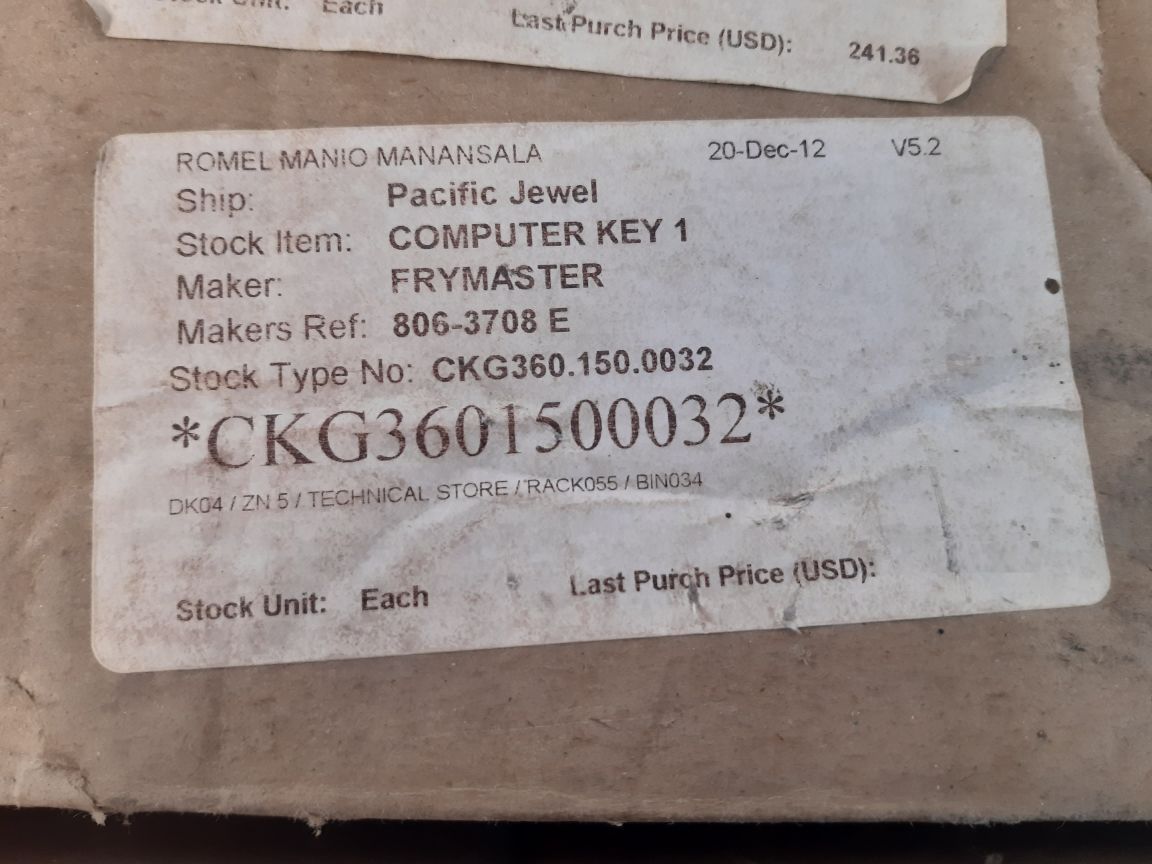 Stock Unit: Each Last Purch Price (USD): 241.36
ROMEL MANIO MANANSALA 20-Dec-12 V5.2
Ship: Pacific Jewel
Stock Item: COMPUTER KEY 1
Maker: FRYMASTER
Makers Ref: 806-3708 E
Stock Type No: CKG360.150.0032
*CKG3601500032*
DK04 / ZN 5 / TECHNICAL STORE / RACK055 / BIN034
Stock Unit: Each Last Purch Price (USD):